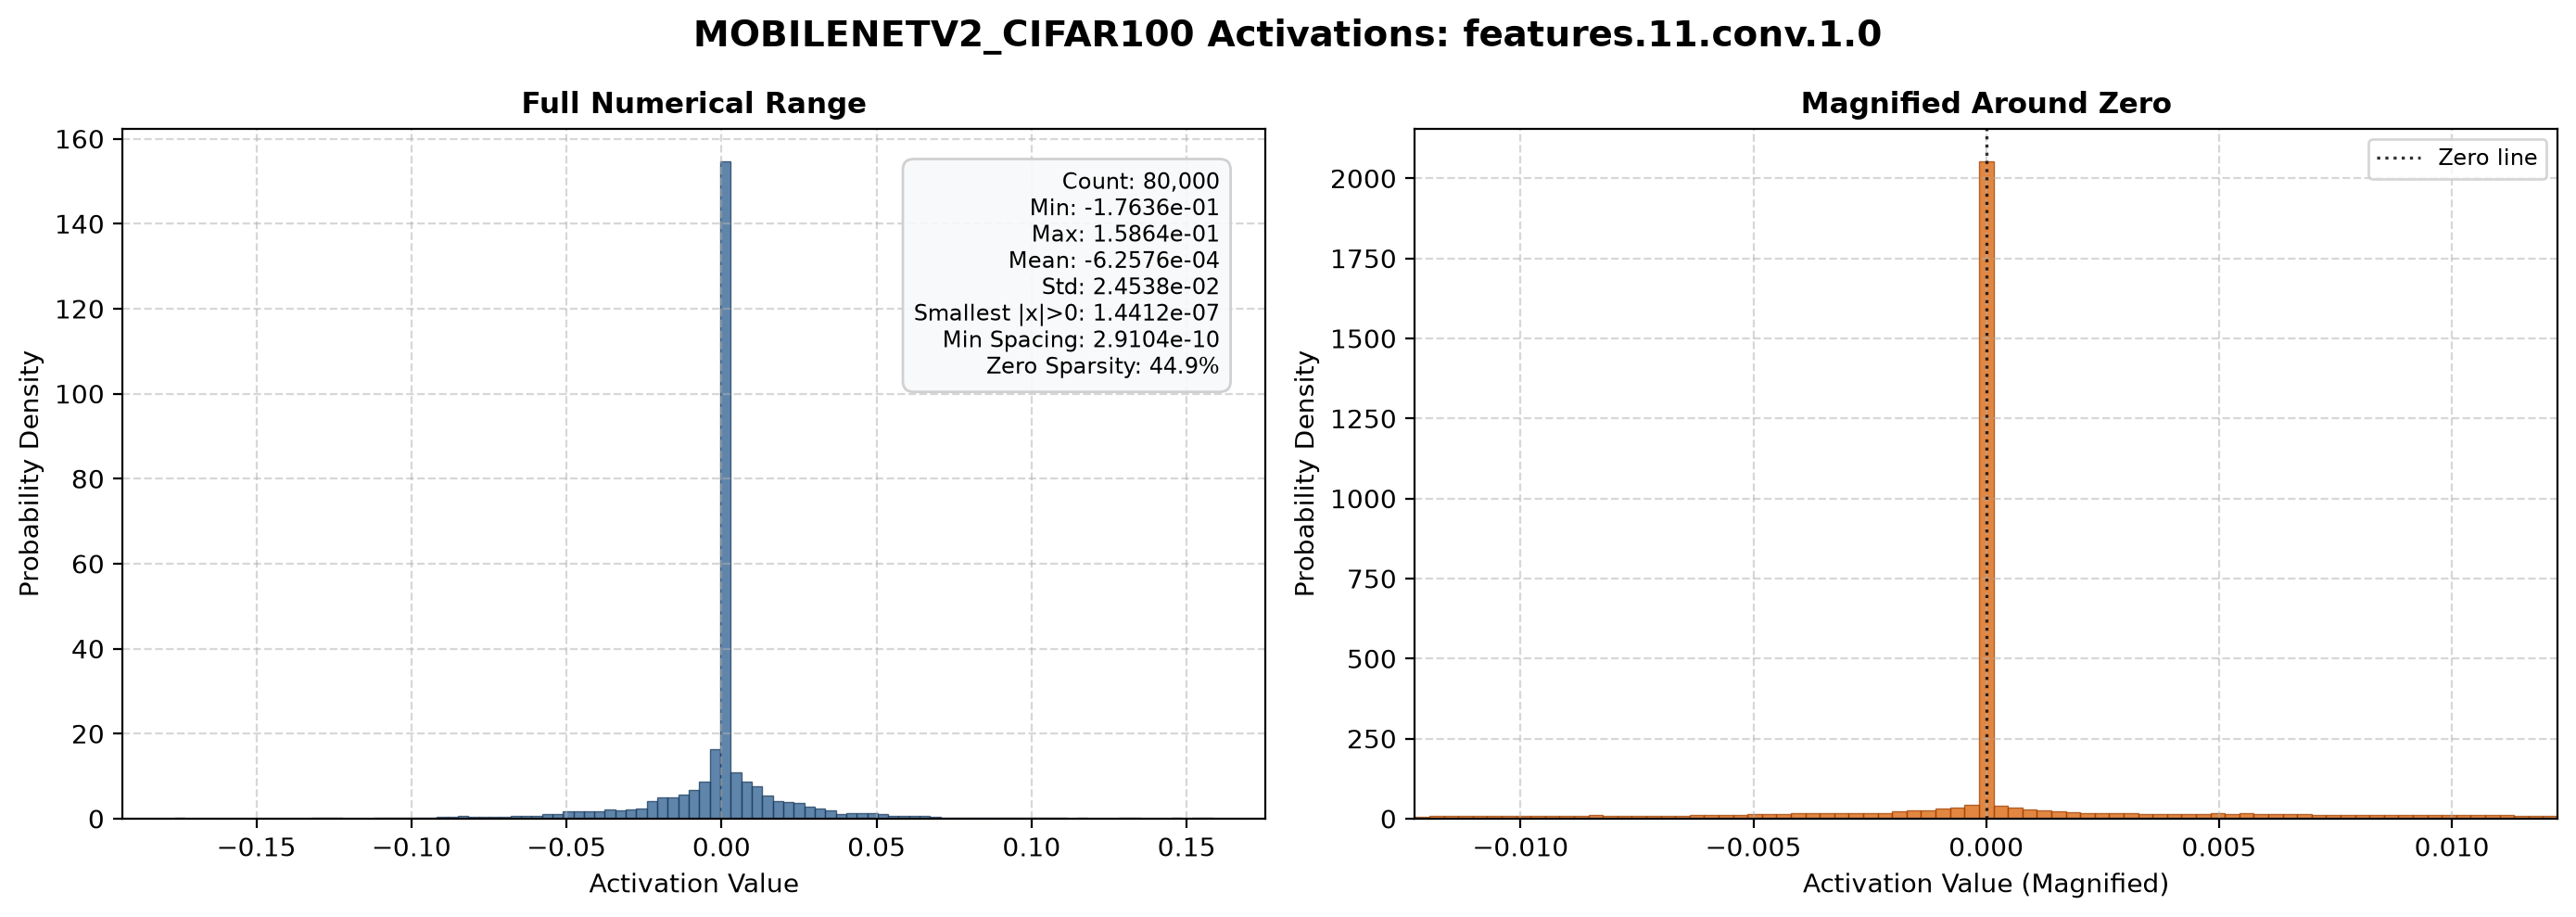 MOBILENETV2_CIFAR100 Activations: features.11.conv.1.0
Full Numerical Range
160
140
120
100
80
60
40
20
0
Probability Density
Count: 80,000
Min: -1.7636e-01
Max: 1.5864e-01
Mean: -6.2576e-04
Std: 2.4538e-02
Smallest |x|>0: 1.4412e-07
Min Spacing: 2.9104e-10
Zero Sparsity: 44.9%
−0.15 −0.10 −0.05 0.00 0.05 0.10 0.15
Activation Value
Magnified Around Zero
Zero line
2000
1750
1500
1250
1000
750
500
250
0
Probability Density
−0.010 −0.005 0.000 0.005 0.010
Activation Value (Magnified)